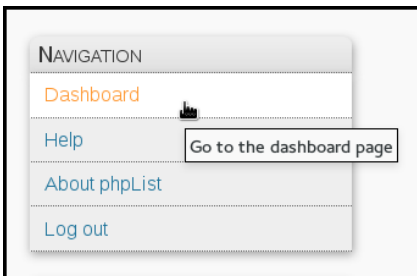 NAVIGATION
Dashboard
Help
Go to the dashboard page
About phpList
Log out